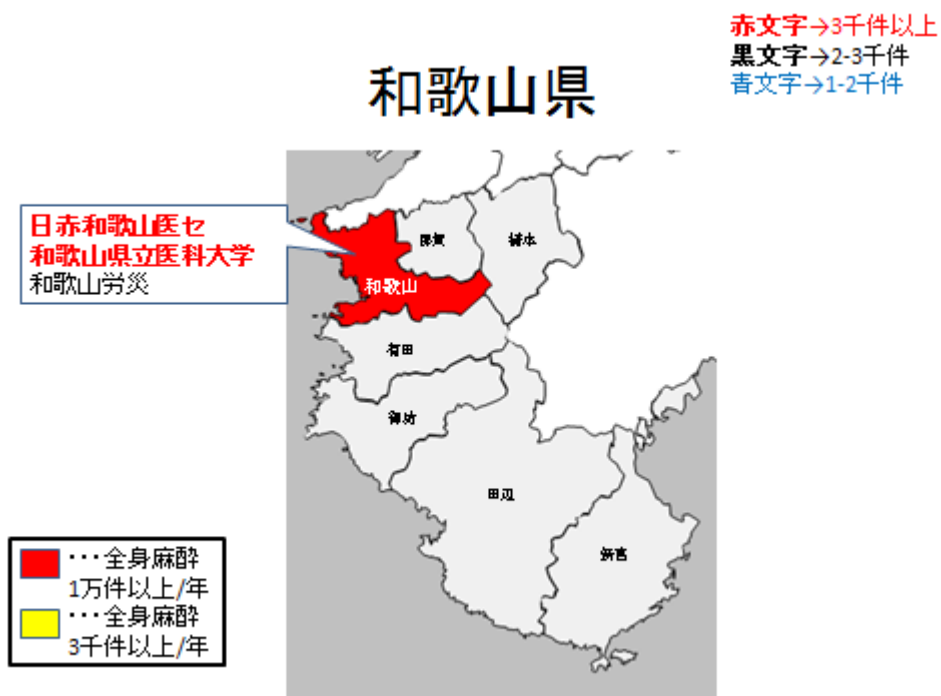 赤文字→3千件以上
黒文字→2-3千件
青文字→1-2千件
和歌山県
日赤和歌山医セ
和歌山県立医科大学
和歌山労災
那賀
橋本
和歌山
有田
御坊
田辺
新宮
・・・全身麻酔
1万件以上/年
・・・全身麻酔
3千件以上/年